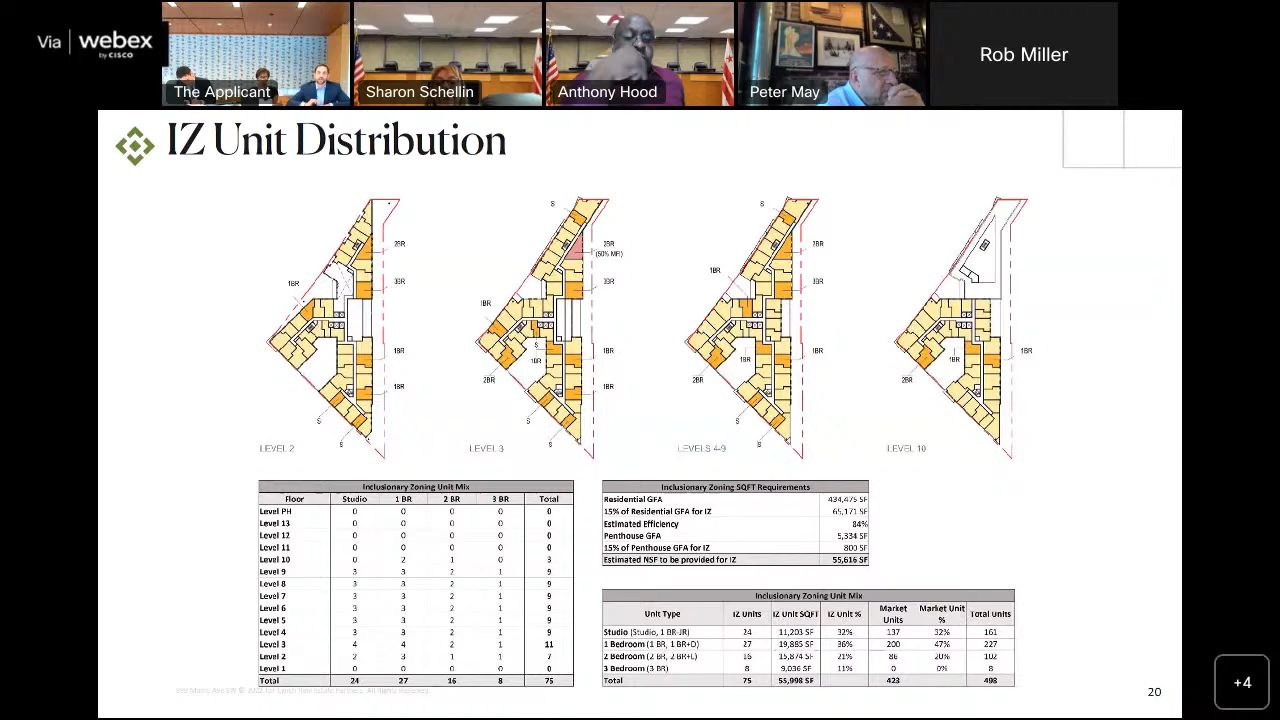 Via webex
by CISCO
The Applicant
Sharon Schellin
Anthony Hood
Peter May
Rob Miller
IZ Unit Distribution
S
S
2BR
2BR
(50% MFI)
2BR
1BR
3BR
1BR
3BR
1BR
3BR
1BR
1BR
1BR
1BR
1BR
S
1BR
2BR
1BR
2BR
1BR
2BR
1BR
1BR
S
S
S
S
S
S
LEVEL 2
LEVEL 3
LEVELS 4-9
LEVEL 10
Inclusionary Zoning Unit Mix
Floor Studio 1 BR 2 BR 3 BR Total
Level PH 0 0 0 0 0
Level 13 0 0 0 0 0
Level 12 0 0 0 0 0
Level 11 0 0 0 0 0
Level 10 0 2 1 0 3
Level 9 3 3 2 1 9
Level 8 3 3 2 1 9
Level 7 3 3 2 1 9
Level 6 3 3 2 1 9
Level 5 3 3 2 1 9
Level 4 3 3 2 1 9
Level 3 4 4 2 1 11
Level 2 2 3 1 1 7
Level 1 0 0 0 0 0
Total 24 27 16 8 75
Inclusionary Zoning SQFT Requirements
Residential GFA 434,475 SF
15% of Residential GFA for IZ 65,171 SF
Estimated Efficiency 84%
Penthouse GFA 5,334 SF
15% of Penthouse GFA for IZ 800 SF
Estimated NSF to be provided for IZ 55,616 SF
Inclusionary Zoning Unit Mix
Unit Type IZ Units IZ Unit SQFT IZ Unit % Market Units Market Unit % Total Units
Studio (Studio, 1 BR-JR) 24 11,203 SF 32% 137 32% 161
1 Bedroom (1 BR, 1 BR+D) 27 19,885 SF 36% 200 47% 227
2 Bedroom (2 BR, 2 BR+L) 16 15,874 SF 21% 86 20% 102
3 Bedroom (3 BR) 8 9,036 SF 11% 0 0% 8
Total 75 55,998 SF 423 498
20
+4